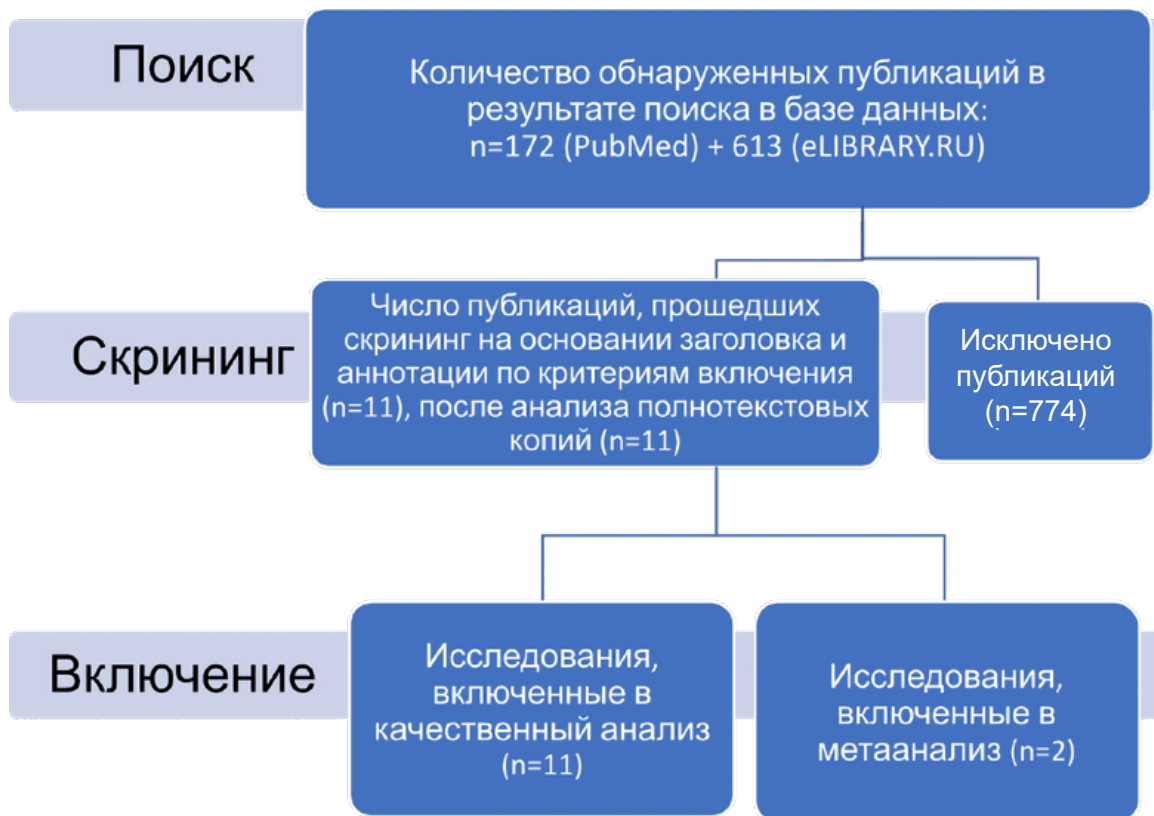 Поиск
Количество обнаруженных публикаций в
результате поиска в базе данных:
n=172 (PubMed) + 613 (eLIBRARY.RU)
Скрининг
Число публикаций, прошедших
скрининг на основании заголовка и
аннотации по критериям включения
(n=11), после анализа полнотекстовых
копий (n=11)
Исключено
публикаций
(n=774)
Включение
Исследования,
включенные в
качественный анализ
(n=11)
Исследования,
включенные в
метаанализ (n=2)